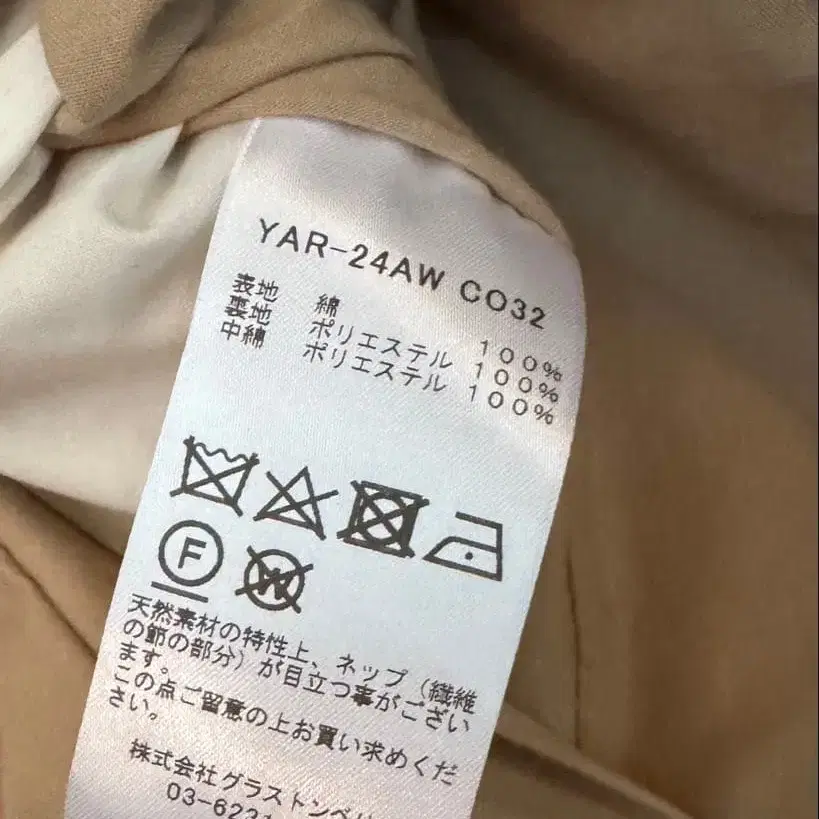 YAR-24AW CO32
表地 綿 100%
裏地 ポリエステル 100%
中綿 ポリエステル 100%
F
W
天然素材の特性上、ネップ(繊維
の節の部分)が目立つ事がござい
ます。
この点ご留意の上お買い求めくだ
さい。
株式会社グラストンベリ
03-6231